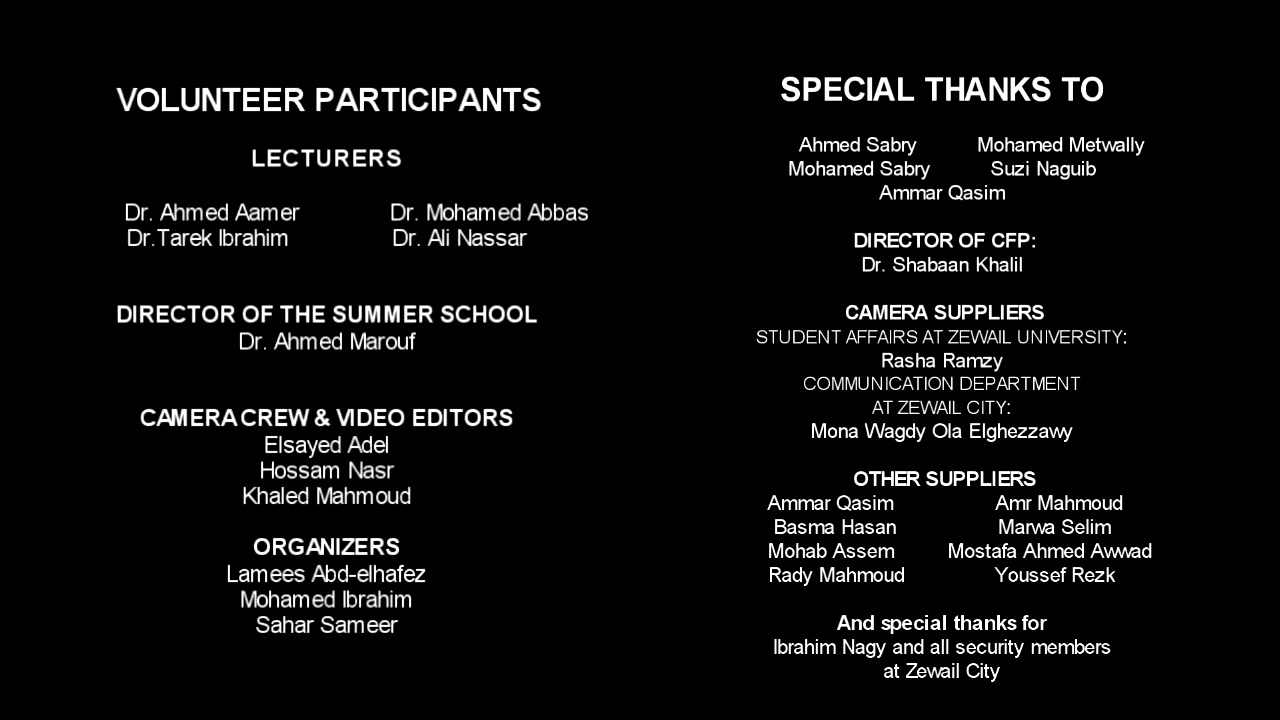 VOLUNTEER PARTICIPANTS
LECTURERS
Dr. Ahmed Aamer Dr. Mohamed Abbas
Dr.Tarek Ibrahim Dr. Ali Nassar
DIRECTOR OF THE SUMMER SCHOOL
Dr. Ahmed Marouf
CAMERA CREW & VIDEO EDITORS
Elsayed Adel
Hossam Nasr
Khaled Mahmoud
ORGANIZERS
Lamees Abd-elhafez
Mohamed Ibrahim
Sahar Sameer
SPECIAL THANKS TO
Ahmed Sabry Mohamed Metwally
Mohamed Sabry Suzi Naguib
Ammar Qasim
DIRECTOR OF CFP:
Dr. Shabaan Khalil
CAMERA SUPPLIERS
STUDENT AFFAIRS AT ZEWAIL UNIVERSITY:
Rasha Ramzy
COMMUNICATION DEPARTMENT
AT ZEWAIL CITY:
Mona Wagdy Ola Elghezzawy
OTHER SUPPLIERS
Ammar Qasim Amr Mahmoud
Basma Hasan Marwa Selim
Mohab Assem Mostafa Ahmed Awwad
Rady Mahmoud Youssef Rezk
And special thanks for
Ibrahim Nagy and all security members
at Zewail City